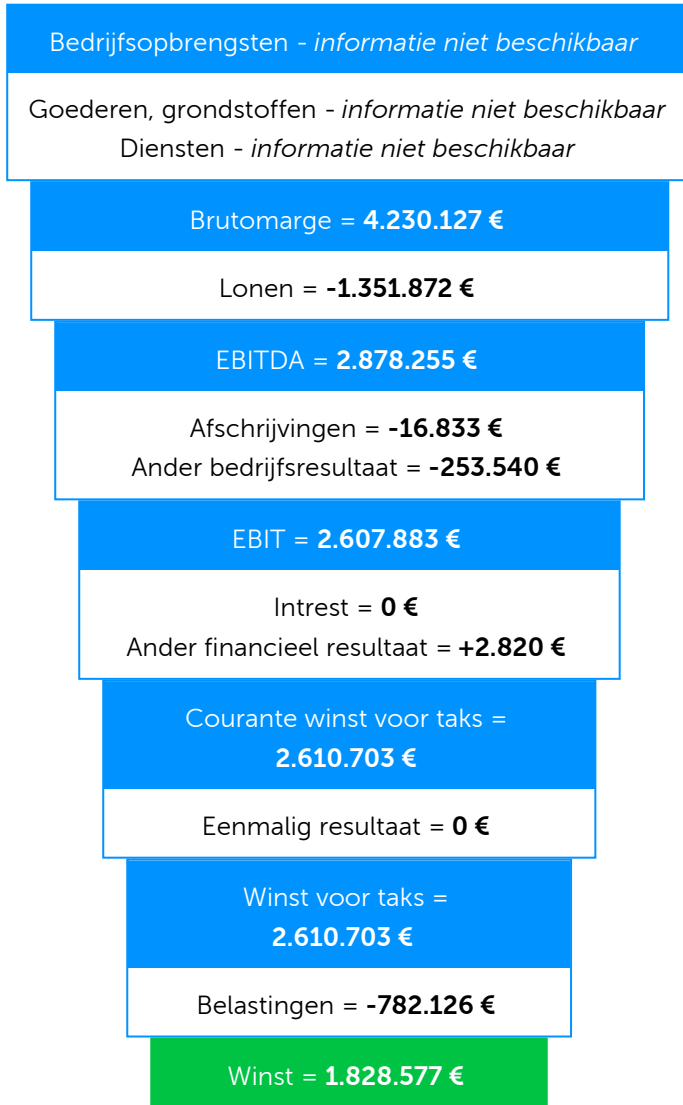 Bedrijfsopbrengsten - informatie niet beschikbaar
Goederen, grondstoffen - informatie niet beschikbaar
Diensten - informatie niet beschikbaar
Brutomarge = 4.230.127 €
Lonen = -1.351.872 €
EBITDA = 2.878.255 €
Afschrijvingen = -16.833 €
Ander bedrijfsresultaat = -253.540 €
EBIT = 2.607.883 €
Intrest = 0 €
Ander financieel resultaat = +2.820 €
Courante winst voor taks =
2.610.703 €
Eenmalig resultaat = 0 €
Winst voor taks =
2.610.703 €
Belastingen = -782.126 €
Winst = 1.828.577 €